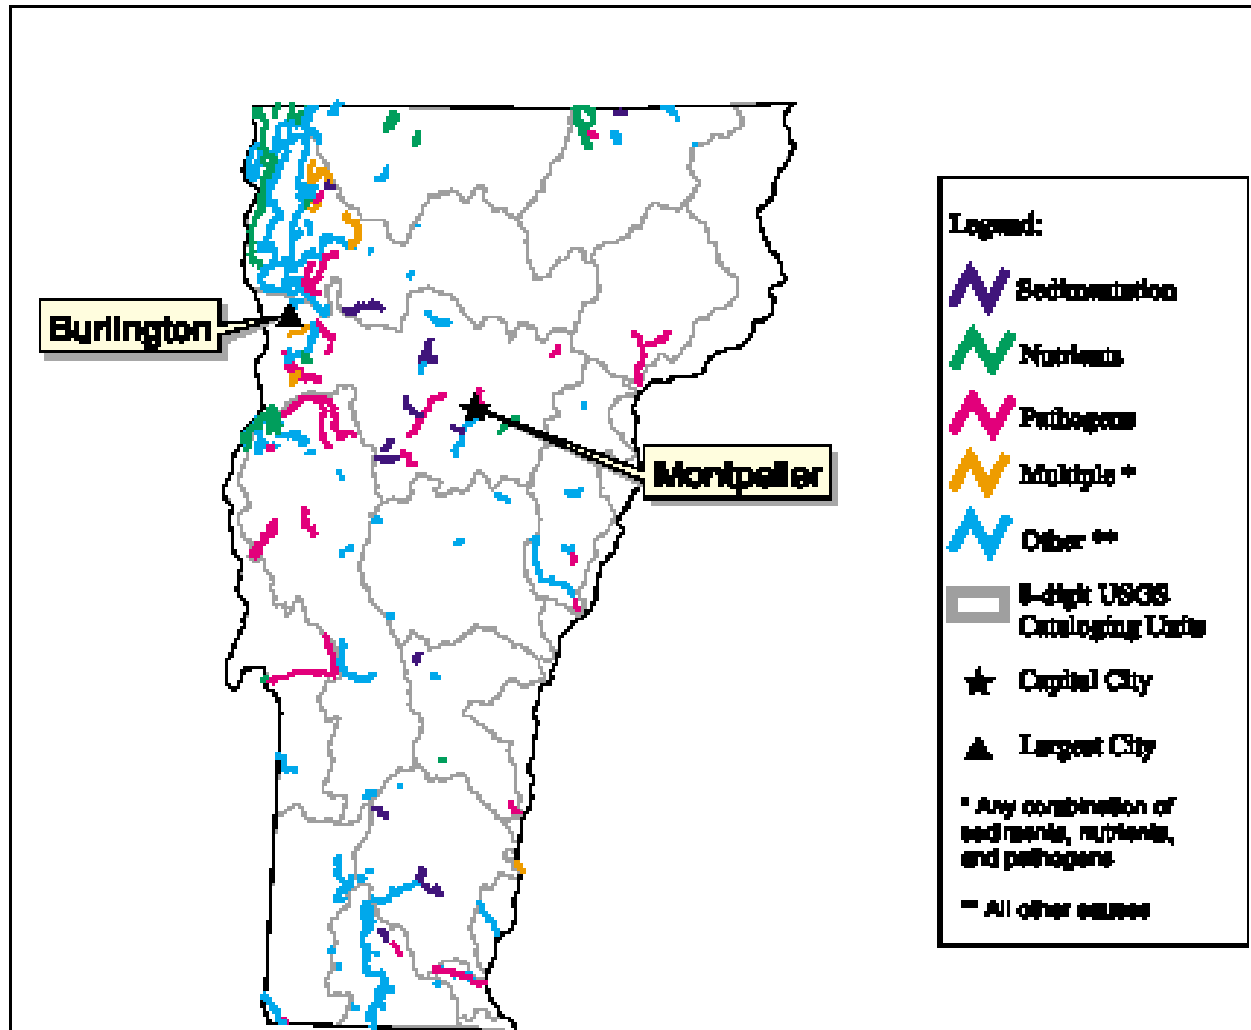 Legend:
Sedimentation
Nutrients
Burlington
Pathogens
Montpelier
Multiple *
Other **
8-digit USGS
Cataloging Units
Capital City
Largest City
* Any combination of
sediments, nutrients,
and pathogens
** All other causes